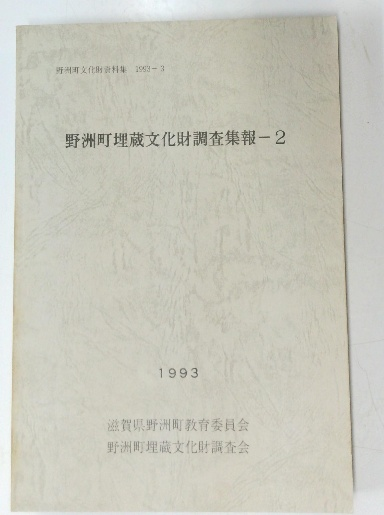 野洲町文化財資料集 1993-3
野洲町埋蔵文化財調査集報-2
1993
滋賀県野洲町教育委員会
野洲町埋蔵文化財調査会